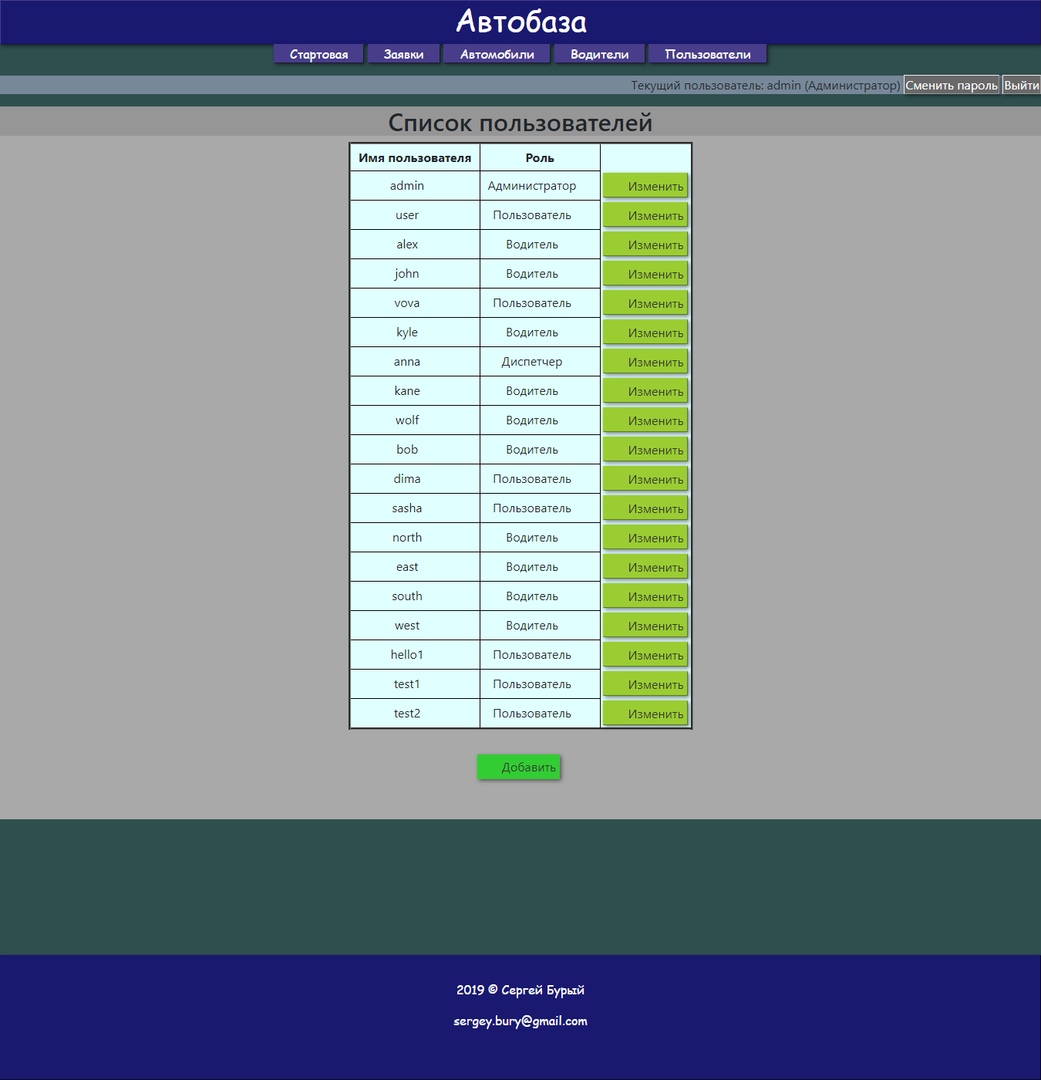 Автобаза
Стартовая Заявки Автомобили Водители Пользователи
Текущий пользователь: admin (Администратор) Сменить пароль Выйти
Список пользователей
Имя пользователя Роль
admin Администратор Изменить
user Пользователь Изменить
alex Водитель Изменить
john Водитель Изменить
vova Пользователь Изменить
kyle Водитель Изменить
anna Диспетчер Изменить
kane Водитель Изменить
wolf Водитель Изменить
bob Водитель Изменить
dima Пользователь Изменить
sasha Пользователь Изменить
north Водитель Изменить
east Водитель Изменить
south Водитель Изменить
west Водитель Изменить
hello1 Пользователь Изменить
test1 Пользователь Изменить
test2 Пользователь Изменить
Добавить
2019 © Сергей Бурый
sergey.bury@gmail.com